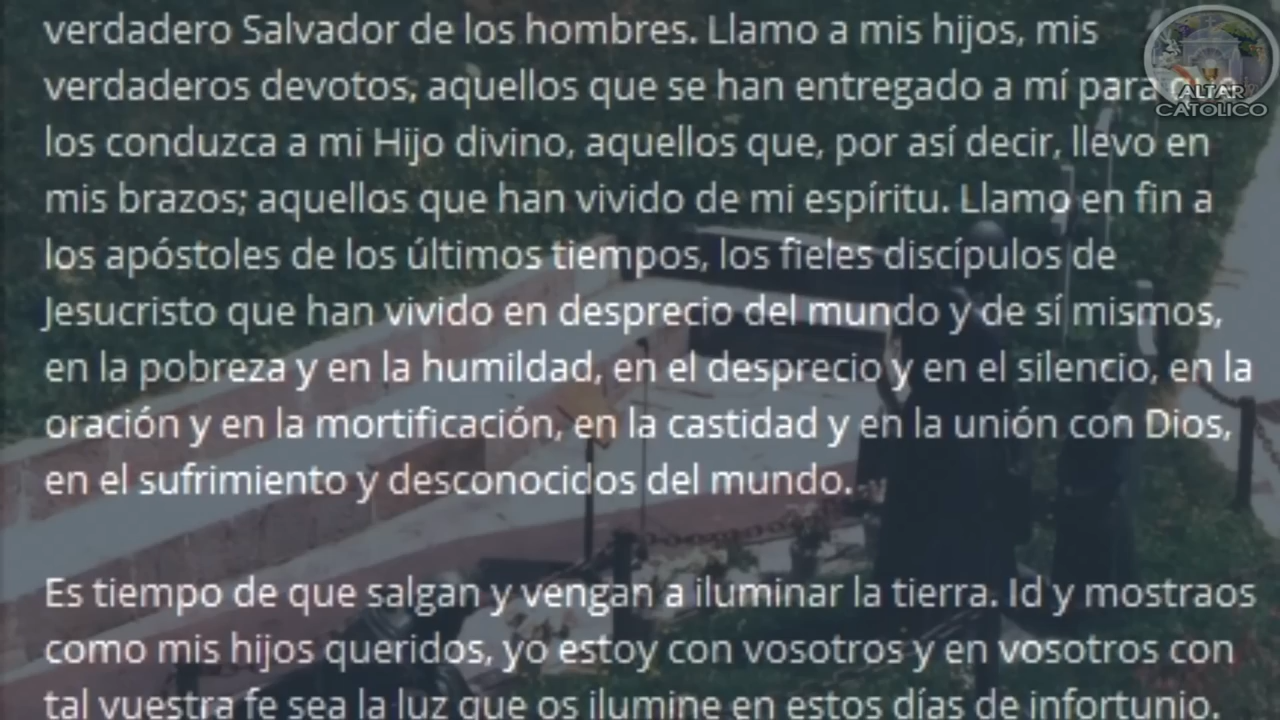 verdadero Salvador de los hombres. Llamo a mis hijos, mis
verdaderos devotos, aquellos que se han entregado a mí para
los conduzca a mi Hijo divino, aquellos que, por así decir, llevo en
mis brazos; aquellos que han vivido de mi espíritu. Llamo en fin a
los apóstoles de los últimos tiempos, los fieles discípulos de
Jesucristo que han vivido en desprecio del mundo y de sí mismos,
en la pobreza y en la humildad, en el desprecio y en el silencio, en la
oración y en la mortificación, en la castidad y en la unión con Dios,
en el sufrimiento y desconocidos del mundo.
Es tiempo de que salgan y vengan a iluminar la tierra. Id y mostraos
como mis hijos queridos, yo estoy con vosotros y en vosotros con
tal vuestra fe sea la luz que os ilumine en estos días de infortunio.
ALTAR
CATOLICO